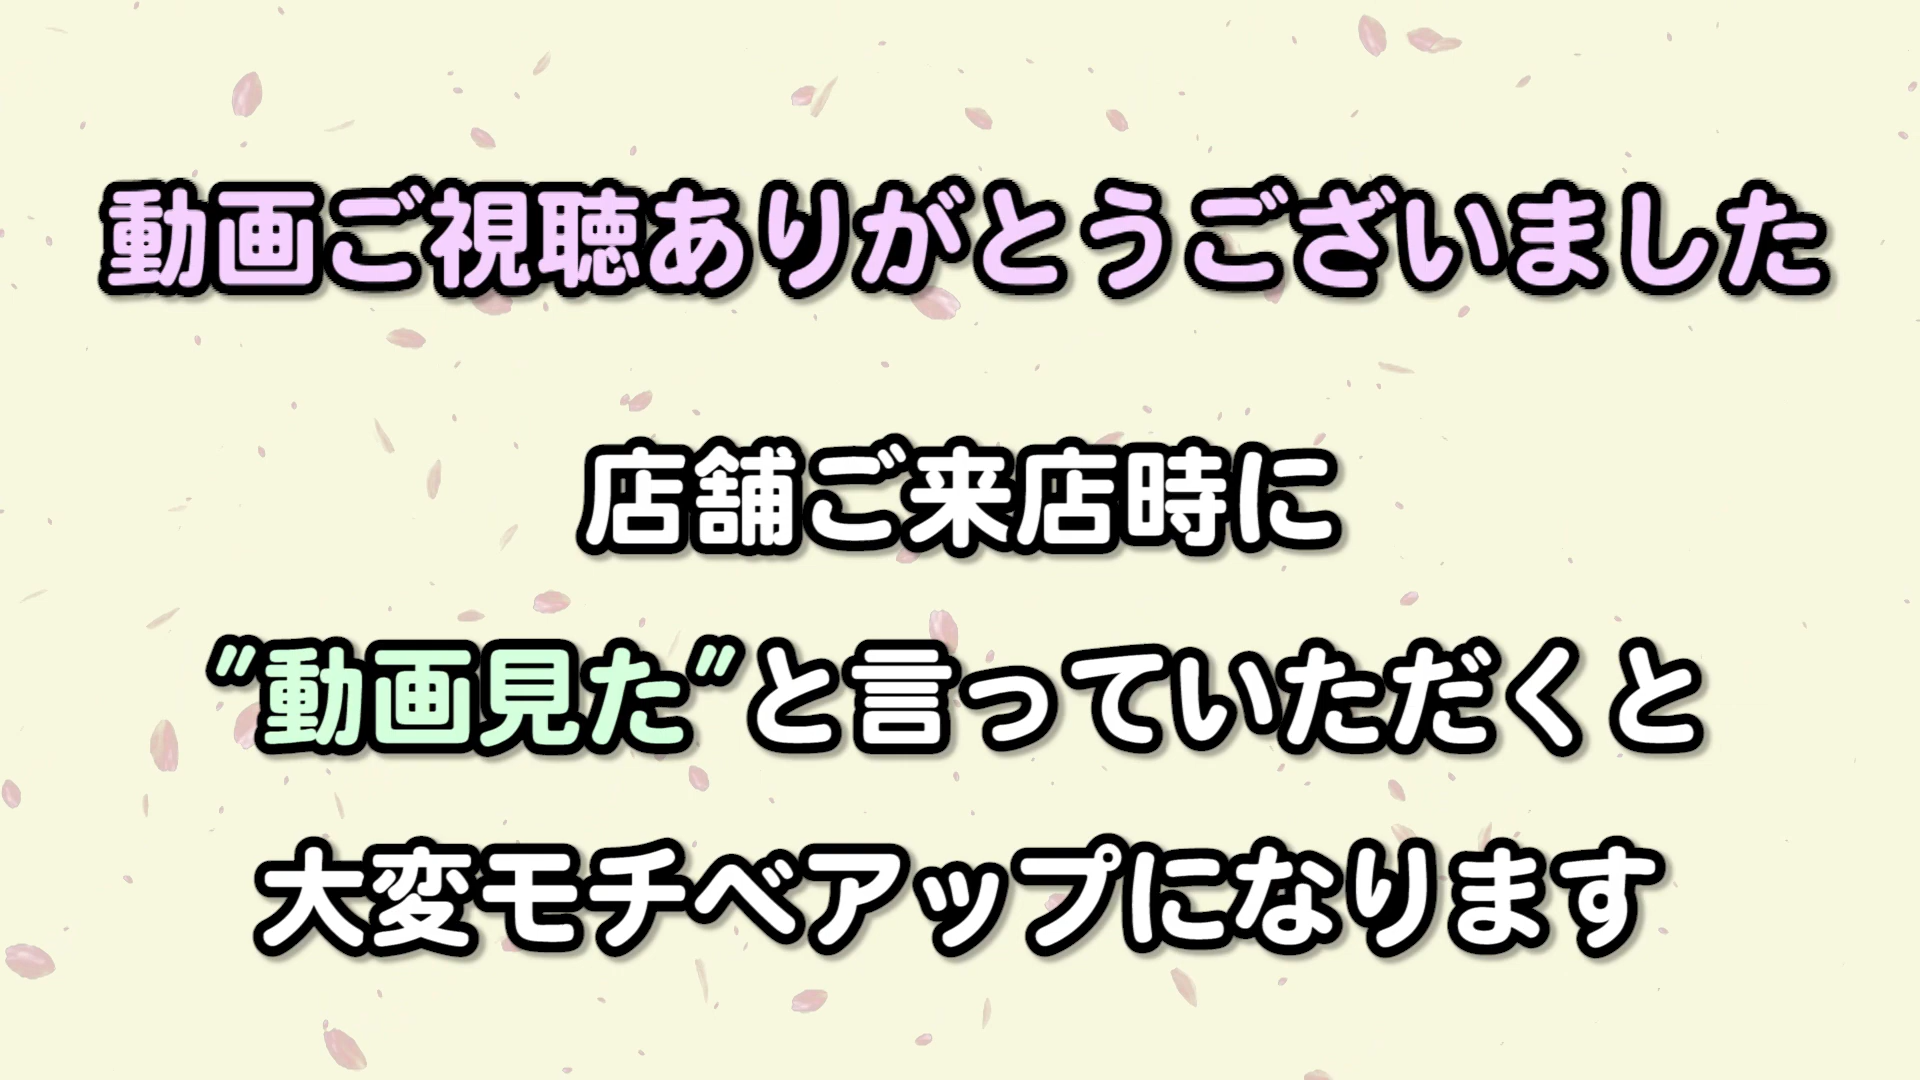 動画ご視聴ありがとうございました
店舗ご来店時に
"動画見た"と言っていただくと
大変モチベアップになります